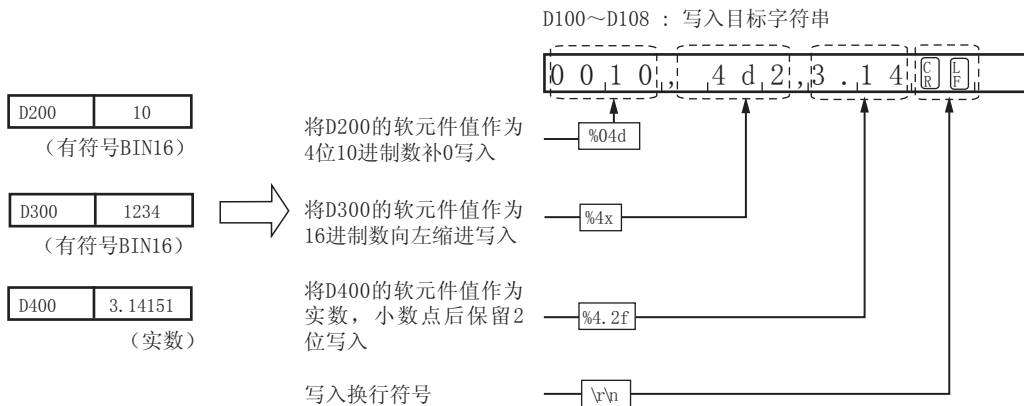 D100～D108 : 写入目标字符串
0 0 1 0 ,   4 d 2 , 3 . 1 4 CR LF
D200 10
（有符号BIN16）
将D200的软元件值作为
4位10进制数补0写入
%04d
D300 1234
（有符号BIN16）
将D300的软元件值作为
16进制数向左缩进写入
%4x
D400 3.14151
（实数）
将D400的软元件值作为
实数，小数点后保留2
位写入
%4.2f
写入换行符号
\r\n